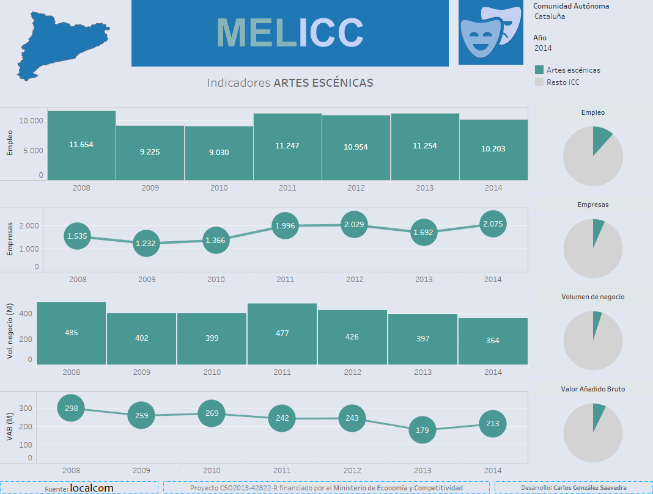 MELICC
Comunidad Autónoma
Cataluña
Año
2014
Artes escénicas
Resto ICC
Indicadores ARTES ESCÉNICAS
Empleo
10.000
5.000
0
11.654
9.225
9.030
11.247
10.954
11.254
10.203
2008 2009 2010 2011 2012 2013 2014
Empleo
Empresas
2.000
1.000
0
1.535
1.232
1.366
1.996
2.029
1.692
2.075
2008 2009 2010 2011 2012 2013 2014
Empresas
Vol. negocio (M)
400
200
0
485
402
399
477
426
397
364
2008 2009 2010 2011 2012 2013 2014
Volumen de negocio
VAB (M)
300
200
100
0
298
259
269
242
243
179
213
2008 2009 2010 2011 2012 2013 2014
Valor Añadido Bruto
Fuente: localcom
Proyecto CSO2013-42822-R financiado por el Ministerio de Economía y Competitividad
Desarrollo: Carlos González Saavedra